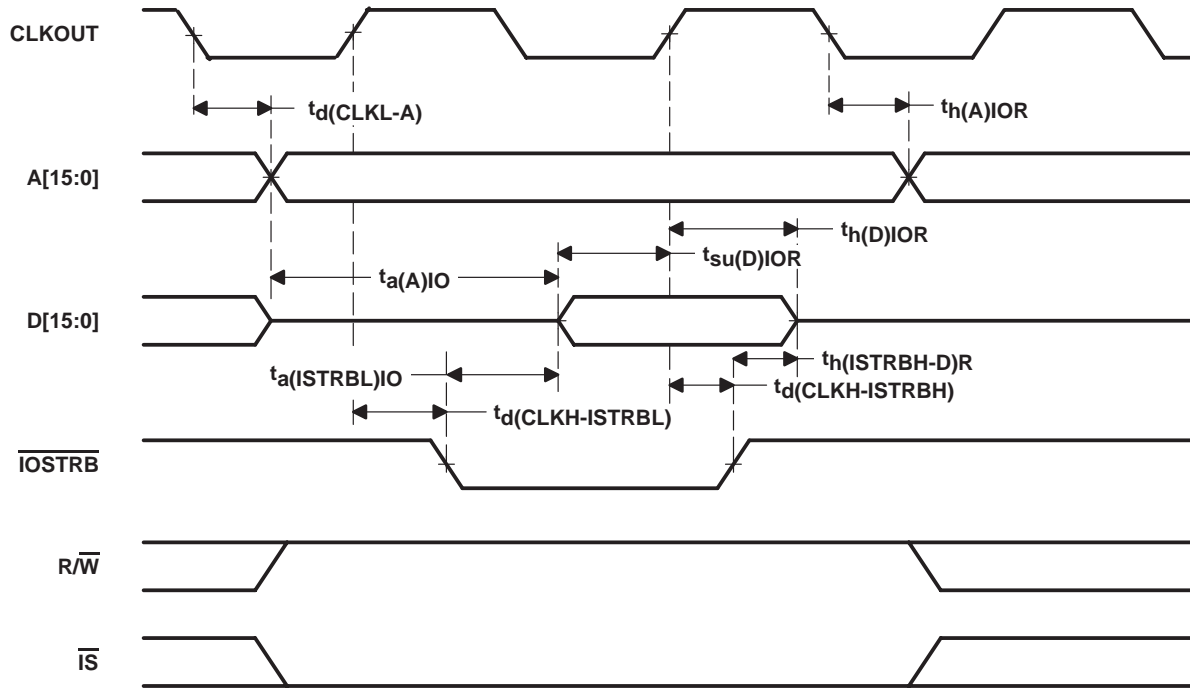 CLKOUT
td(CLKL-A)
th(A)IOR
A[15:0]
th(D)IOR
tsu(D)IOR
ta(A)IO
D[15:0]
th(ISTRBH-D)R
ta(ISTRBL)IO
td(CLKH-ISTRBH)
td(CLKH-ISTRBL)
IOSTRB
R/W
IS